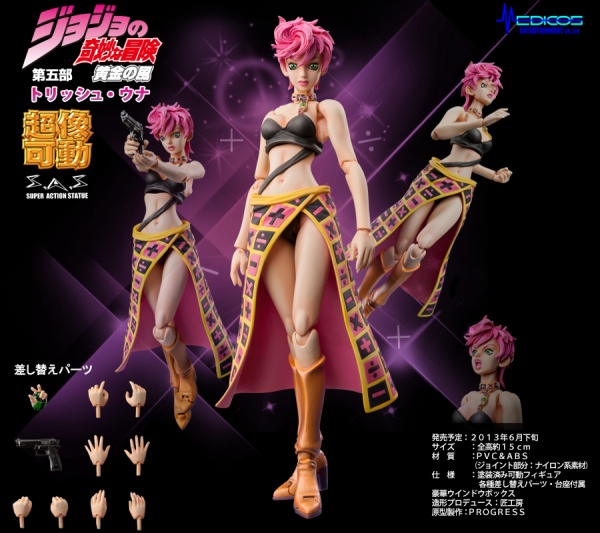 ジョジョの
奇妙な冒険
第五部 黄金の風
トリッシュ・ウナ
超像
可動
S.A.S
SUPER ACTION STATUE
MEDICOS
差し替えパーツ
発売予定：２０１３年６月下旬
サイズ：全高約１５ｃｍ
材質：ＰＶＣ＆ＡＢＳ
（ジョイント部分：ナイロン系素材）
仕様：塗装済み可動フィギュア
各種差し替えパーツ・台座付属
豪華ウインドウボックス
造形プロデュース：匠工房
原型製作：ＰＲＯＧＲＥＳＳ